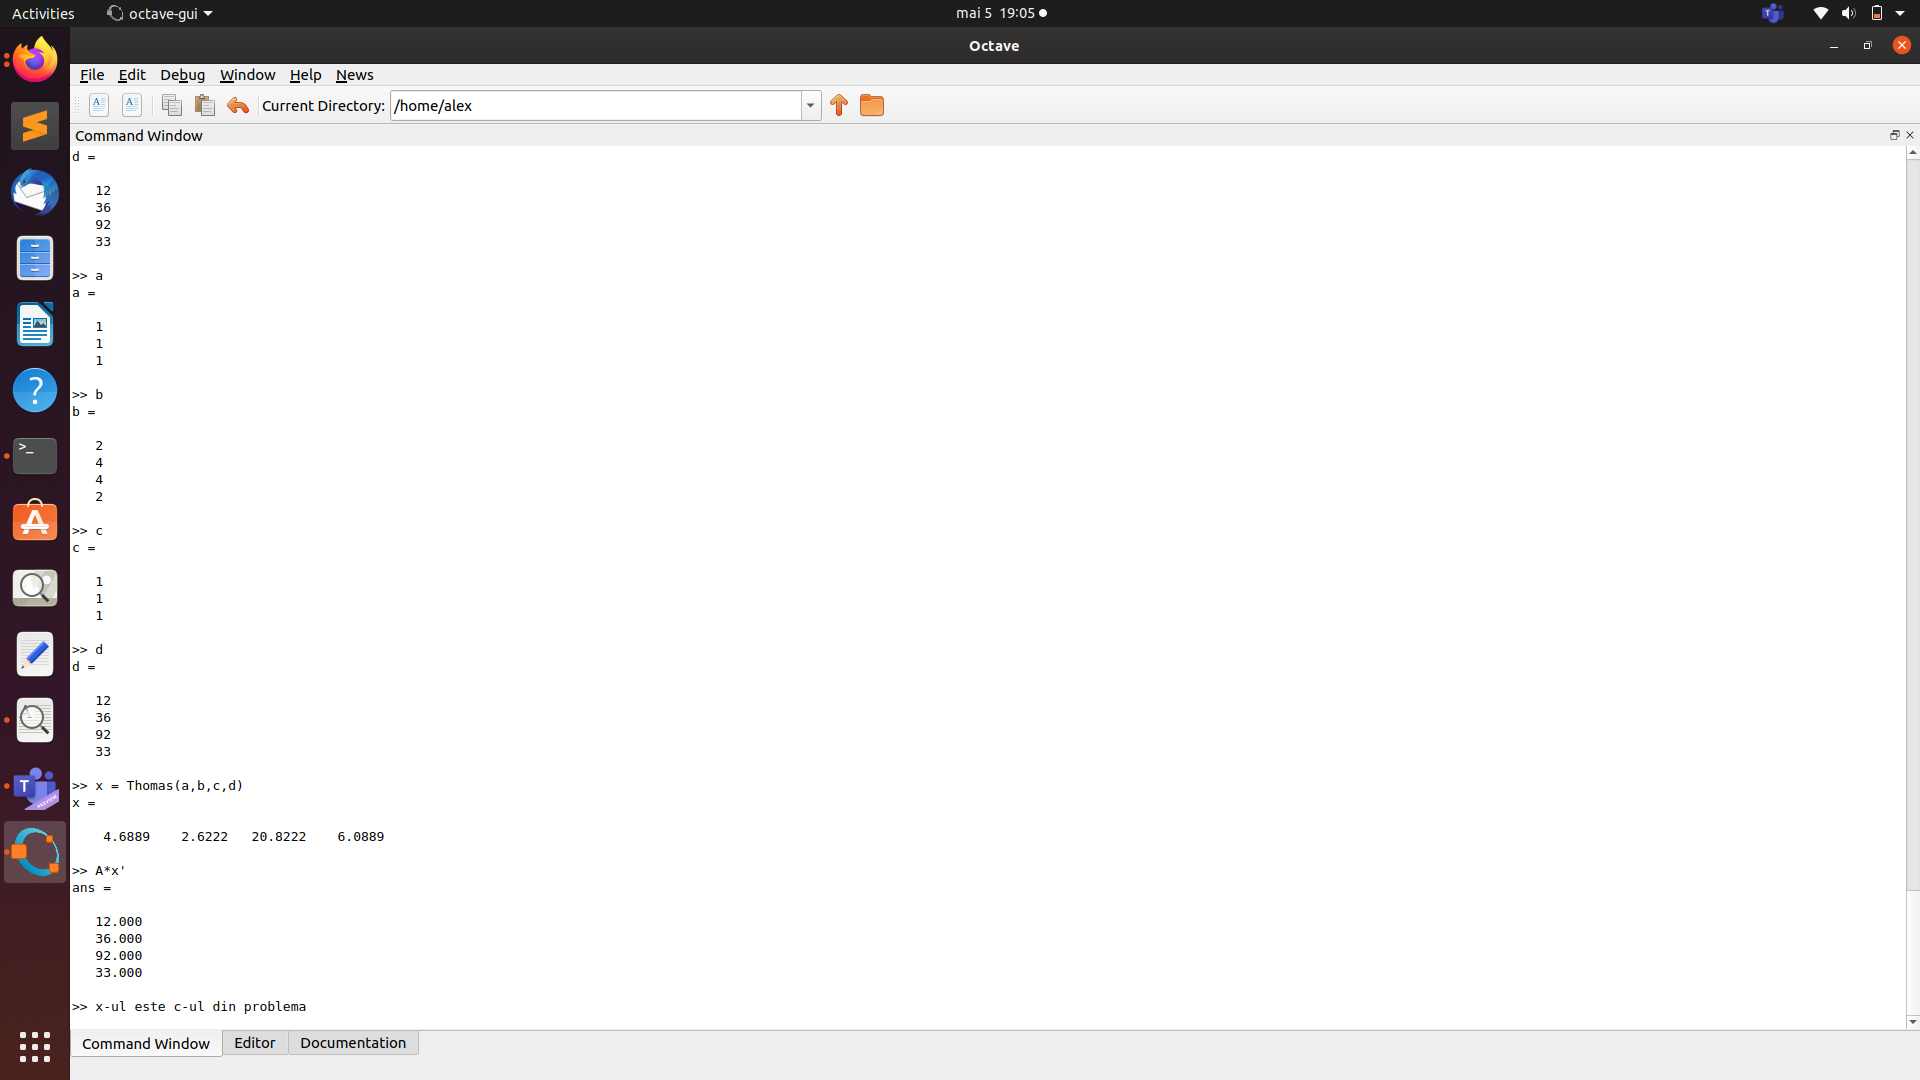 Activities
octave-gui
mai 5 19:05
Octave
File Edit Debug Window Help News
Current Directory: /home/alex
Command Window
d =
12
36
92
33
>> a
a =
1
1
1
>> b
b =
2
4
4
2
>> c
c =
1
1
1
>> d
d =
12
36
92
33
>> x = Thomas(a,b,c,d)
x =
4.6889 2.6222 20.8222 6.0889
>> A*x'
ans =
12.000
36.000
92.000
33.000
>> x-ul este c-ul din problema
Command Window Editor Documentation